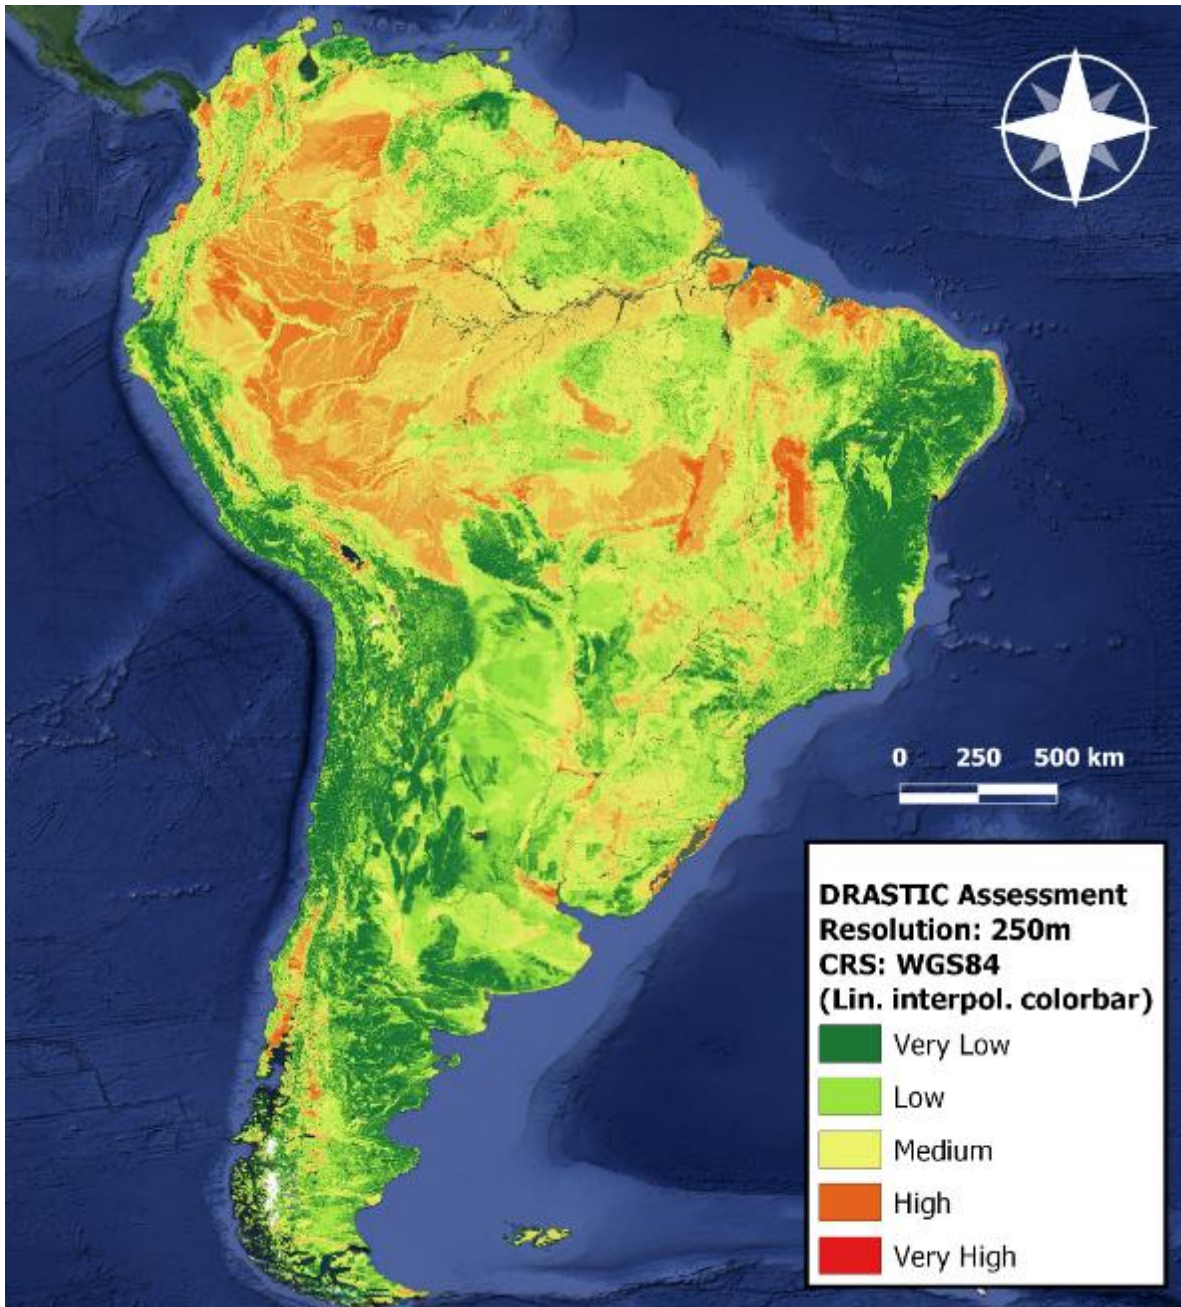 0 250 500 km
DRASTIC Assessment
Resolution: 250m
CRS: WGS84
(Lin. interpol. colorbar)
Very Low
Low
Medium
High
Very High